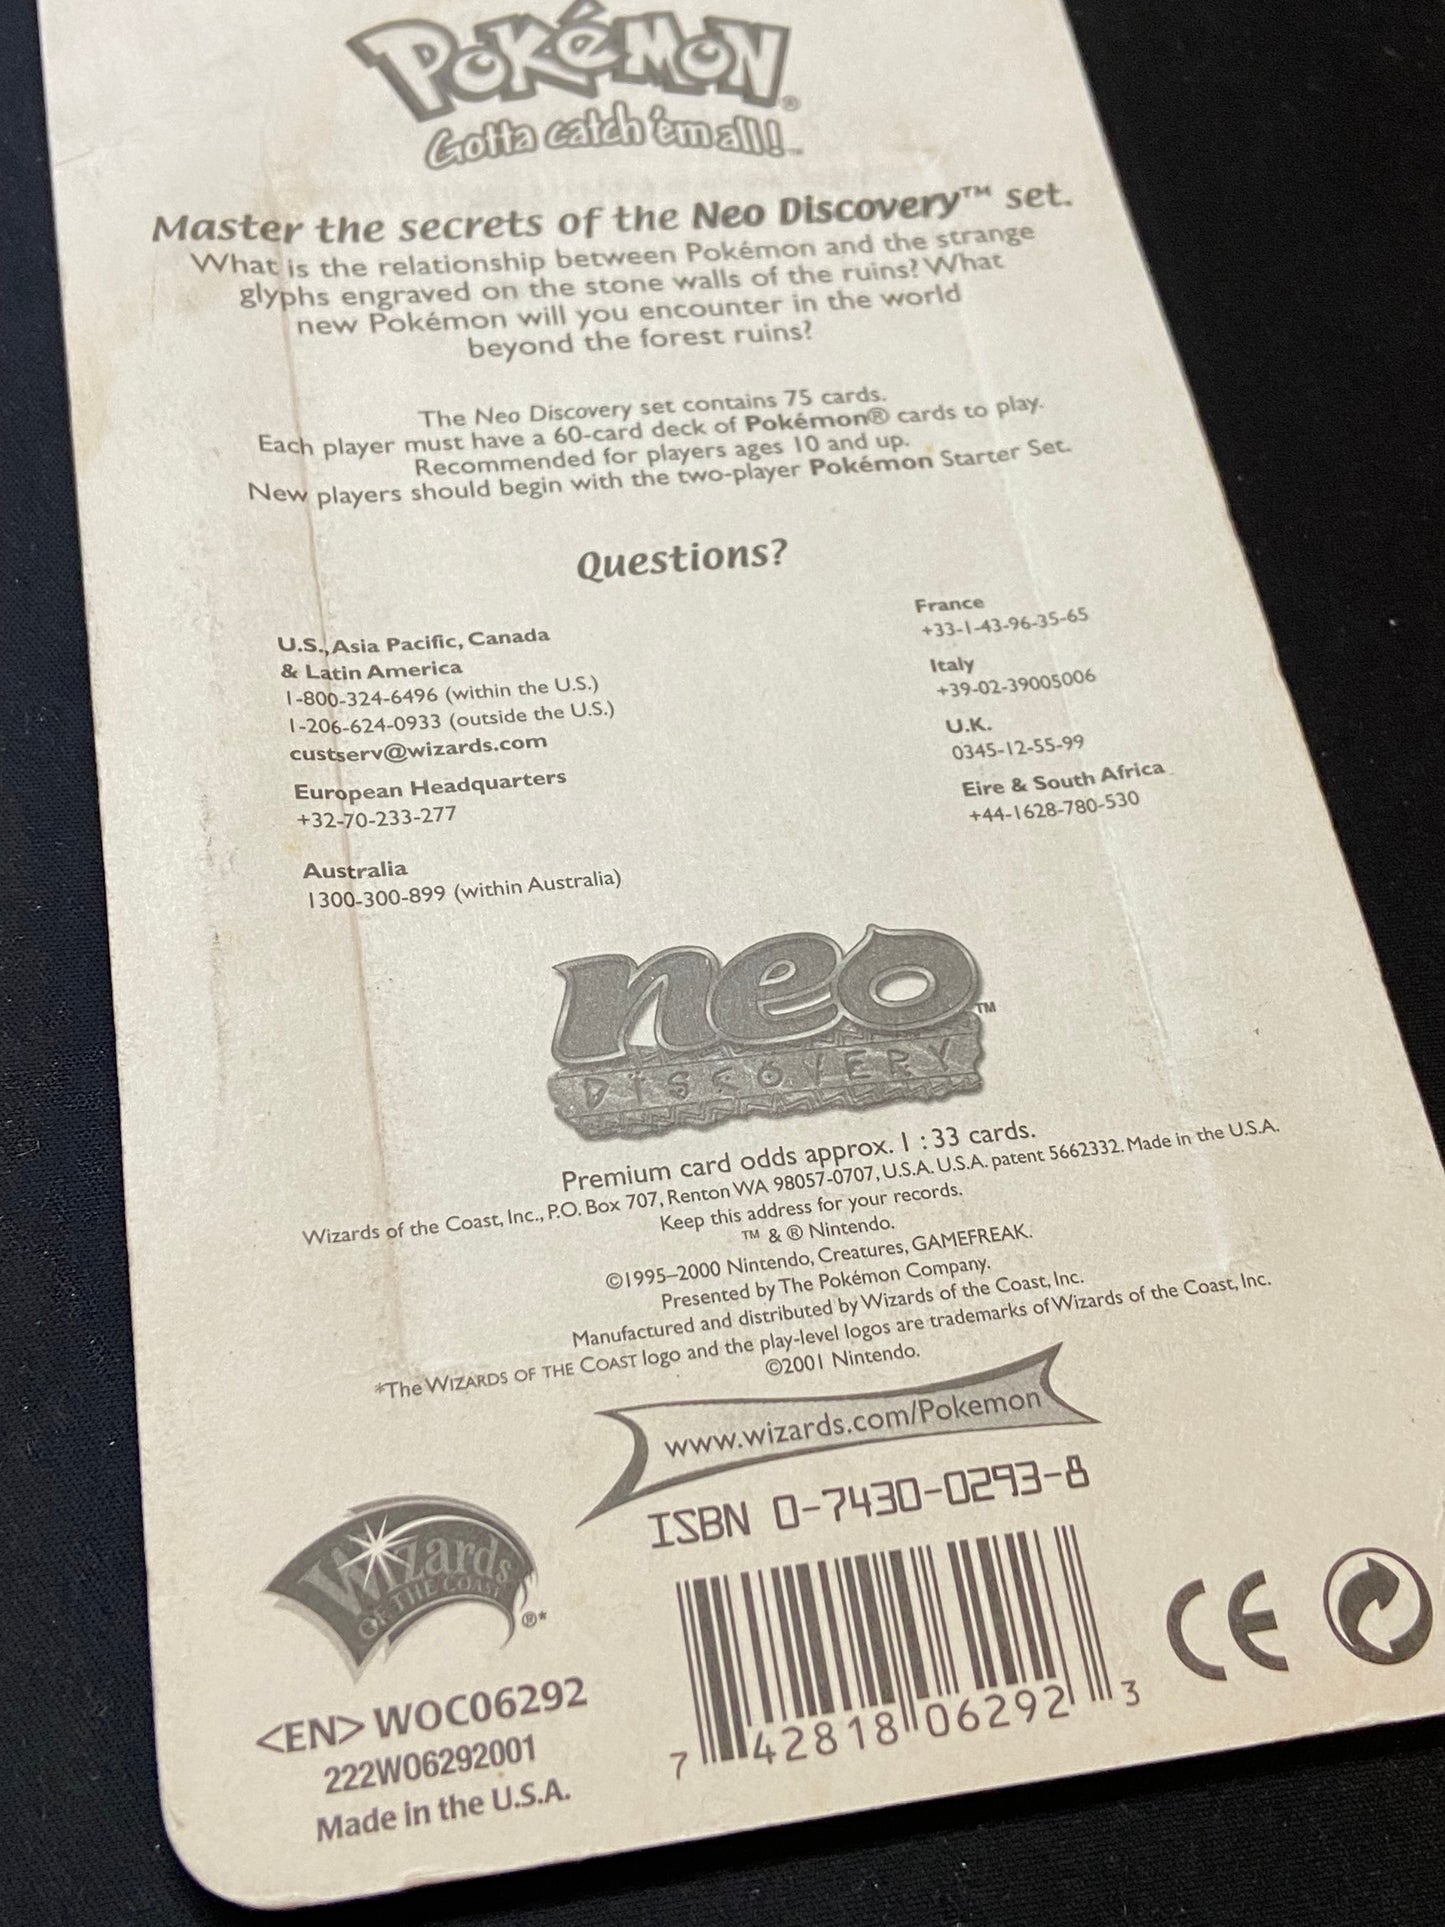 POKéMON®
Gotta catch 'em all!™
Master the secrets of the Neo Discovery™ set.
What is the relationship between Pokémon and the strange
glyphs engraved on the stone walls of the ruins? What
new Pokémon will you encounter in the world
beyond the forest ruins?
The Neo Discovery set contains 75 cards.
Each player must have a 60-card deck of Pokémon® cards to play.
Recommended for players ages 10 and up.
New players should begin with the two-player Pokémon Starter Set.
Questions?
U.S., Asia Pacific, Canada
& Latin America
1-800-324-6496 (within the U.S.)
1-206-624-0933 (outside the U.S.)
custserv@wizards.com
European Headquarters
+32-70-233-277
Australia
1300-300-899 (within Australia)
France
+33-1-43-96-35-65
Italy
+39-02-39005006
U.K.
0345-12-55-99
Eire & South Africa
+44-1628-780-530
neo™
DISCOVERY
Premium card odds approx. 1 : 33 cards.
Wizards of the Coast, Inc., P.O. Box 707, Renton WA 98057-0707, U.S.A. U.S.A. patent 5662332. Made in the U.S.A.
Keep this address for your records.
™ & ® Nintendo.
©1995–2000 Nintendo, Creatures, GAMEFREAK.
Presented by The Pokémon Company.
Manufactured and distributed by Wizards of the Coast, Inc.
*The WIZARDS OF THE COAST logo and the play-level logos are trademarks of Wizards of the Coast, Inc.
©2001 Nintendo.
www.wizards.com/Pokemon
ISBN 0-7430-0293-8
Wizards
OF THE COAST
®*
<EN> WOC06292
222W06292001
Made in the U.S.A.
7 42818 06292 3
CE